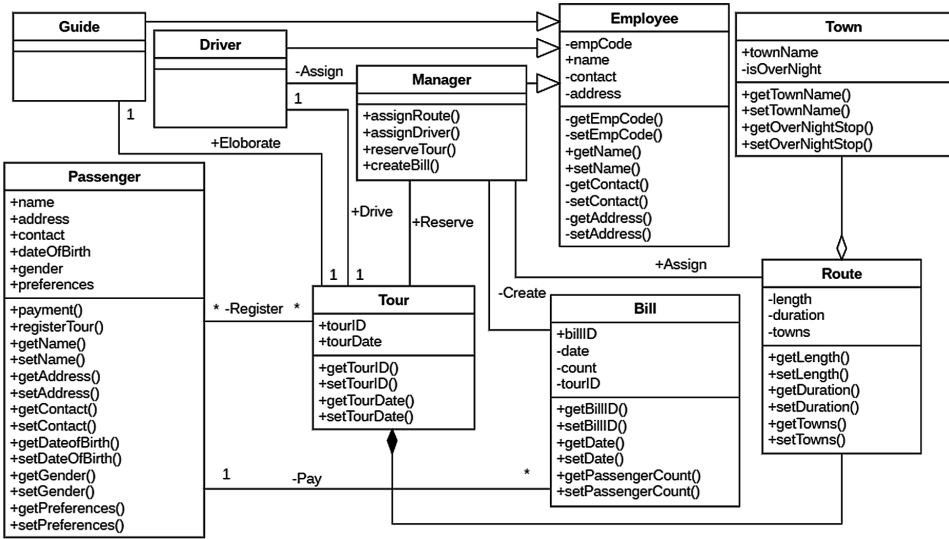 Guide
Driver
-Assign
1
1
+Eloborate
Manager
+assignRoute()
+assignDriver()
+reserveTour()
+createBill()
Employee
-empCode
+name
-contact
-address
-getEmpCode()
-setEmpCode()
+getName()
+setName()
-getContact()
-setContact()
-getAddress()
-setAddress()
Town
+townName
-isOverNight
+getTownName()
+setTownName()
+getOverNightStop()
+setOverNightStop()
Passenger
+name
+address
+contact
+dateOfBirth
+gender
+preferences
+payment()
+registerTour()
+getName()
+setName()
+getAddress()
+setAddress()
+getContact()
+setContact()
+getDateofBirth()
+setDateOfBirth()
+getGender()
+setGender()
+getPreferences()
+setPreferences()
+Drive
+Reserve
1
1
* -Register *
-Create
+Assign
Tour
+tourID
+tourDate
+getTourID()
+setTourID()
+getTourDate()
+setTourDate()
Bill
+billID
-date
-count
-tourID
+getBillID()
+setBillID()
+getDate()
+setDate()
+getPassengerCount()
+setPassengerCount()
Route
-length
-duration
-towns
+getLength()
+setLength()
+getDuration()
+setDuration()
+getTowns()
+setTowns()
1
-Pay
*